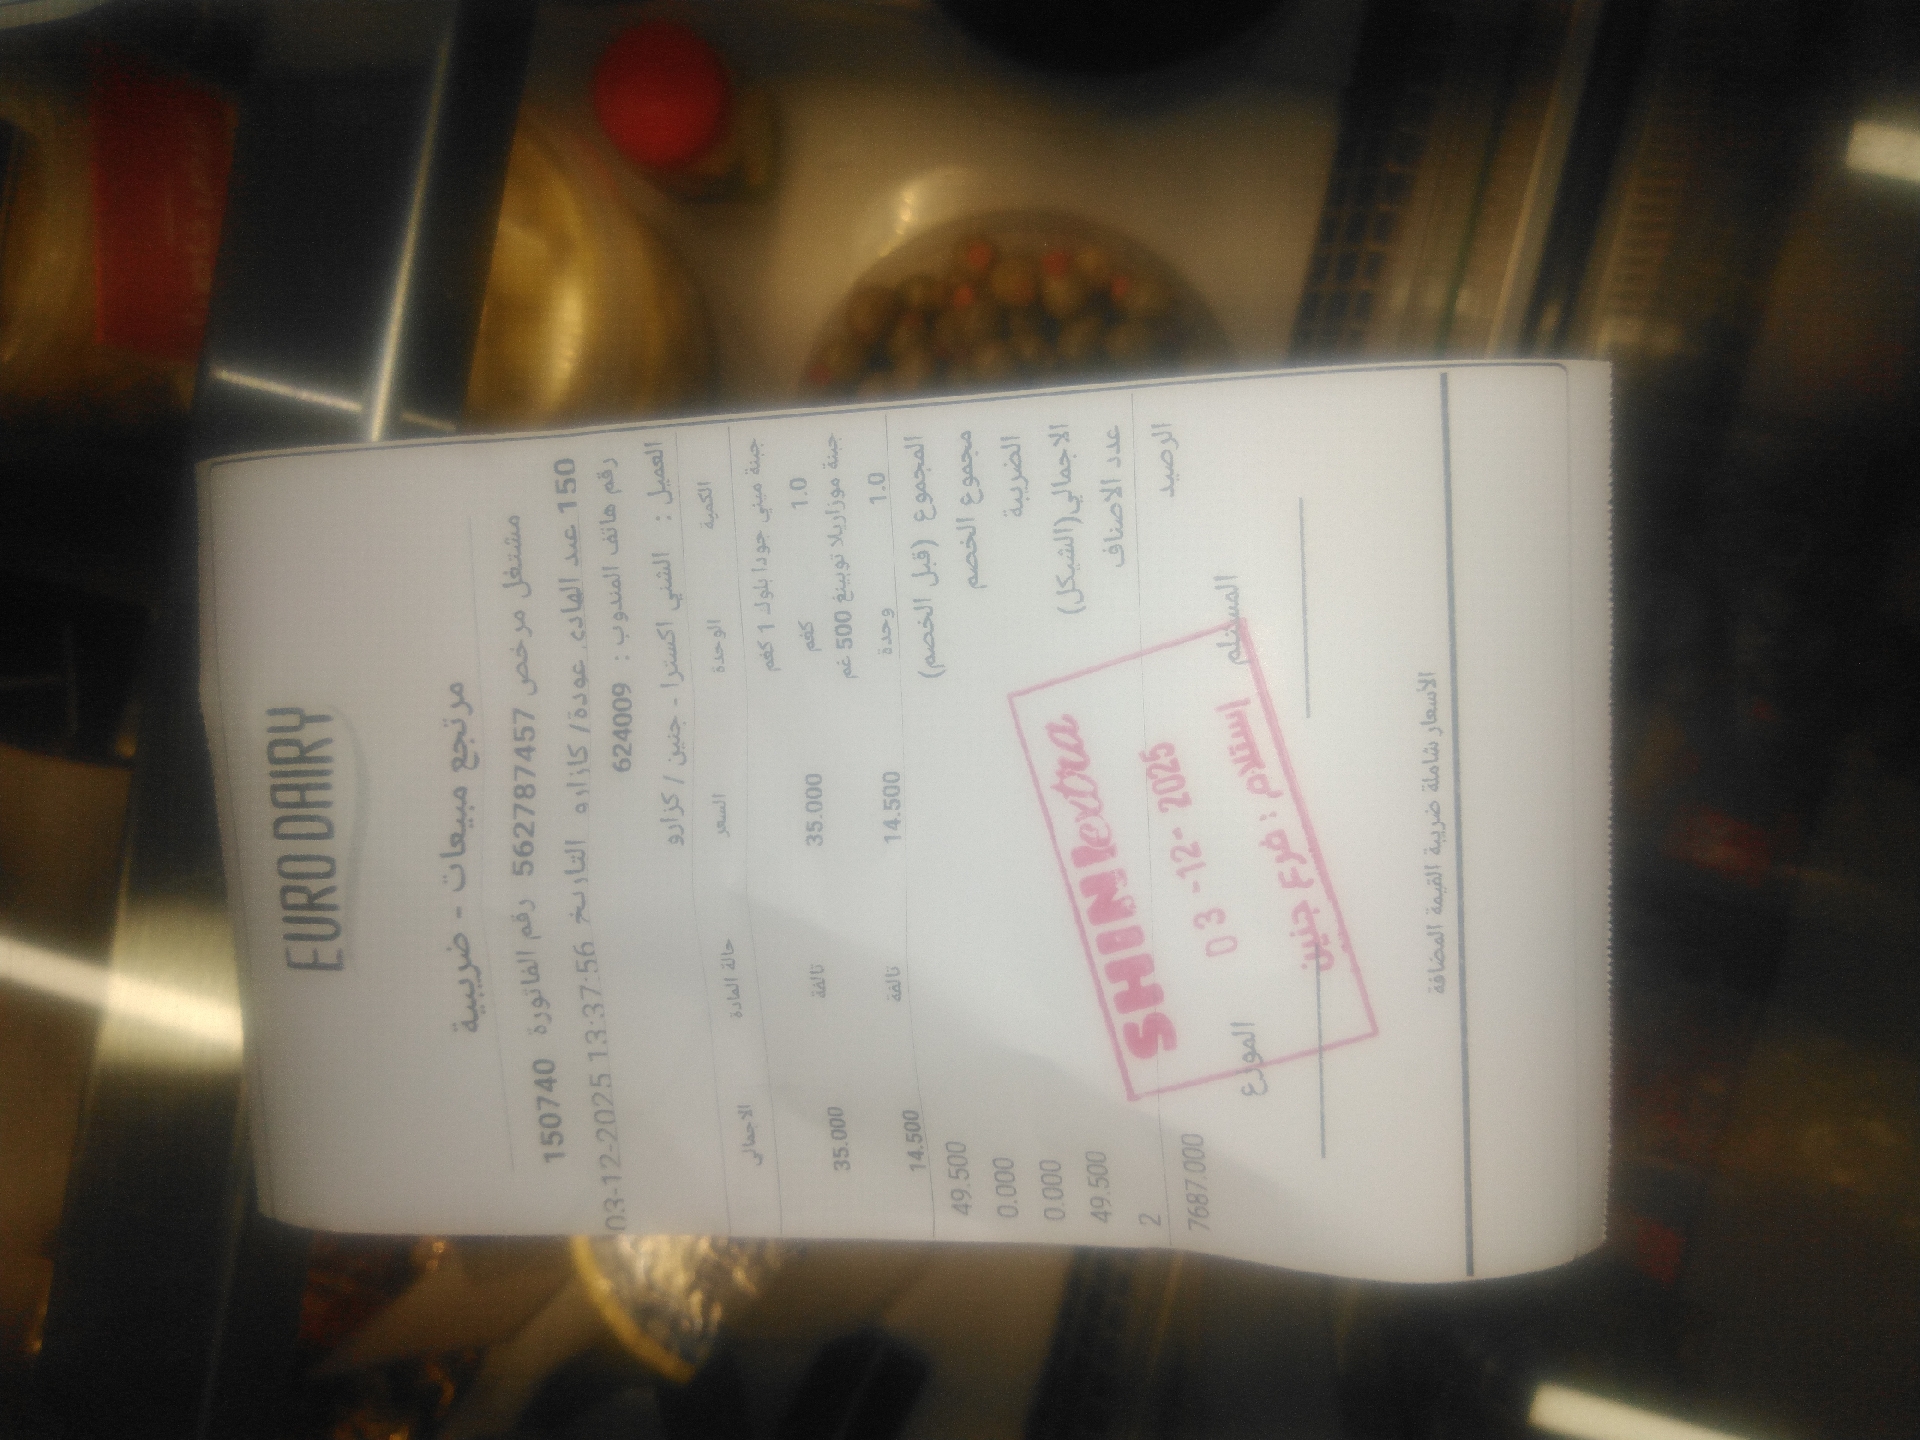 EURO DAIRY
مرتجع مبيعات - ضريبية
مشتغل مرخص 562787457 رقم الفاتورة 150740
150 عبد الهادي عودة/ كازاره التاريخ 03-12-2025 13:37:56
رقم هاتف المندوب : 624009
العميل : الشني اكسترا - جنين / كزارو
الكمية الوحدة السعر حالة المادة الاجمالي
جبنة ميني جودا بلوك 1 كغم
1.0 كغم 35.000 تالفة 35.000
جبنة موزاريلا توبينغ 500 غم
1.0 وحدة 14.500 تالفة 14.500
المجموع (قبل الخصم) 49.500
مجموع الخصم 0.000
الضريبة 0.000
الاجمالي(الشيكل) 49.500
عدد الاصناف 2
الرصيد 7687.000
المستلم الموزع
SHINI extra
03 -12- 2025
استلام : فرع جنين
الأسعار شاملة ضريبة القيمة المضافة